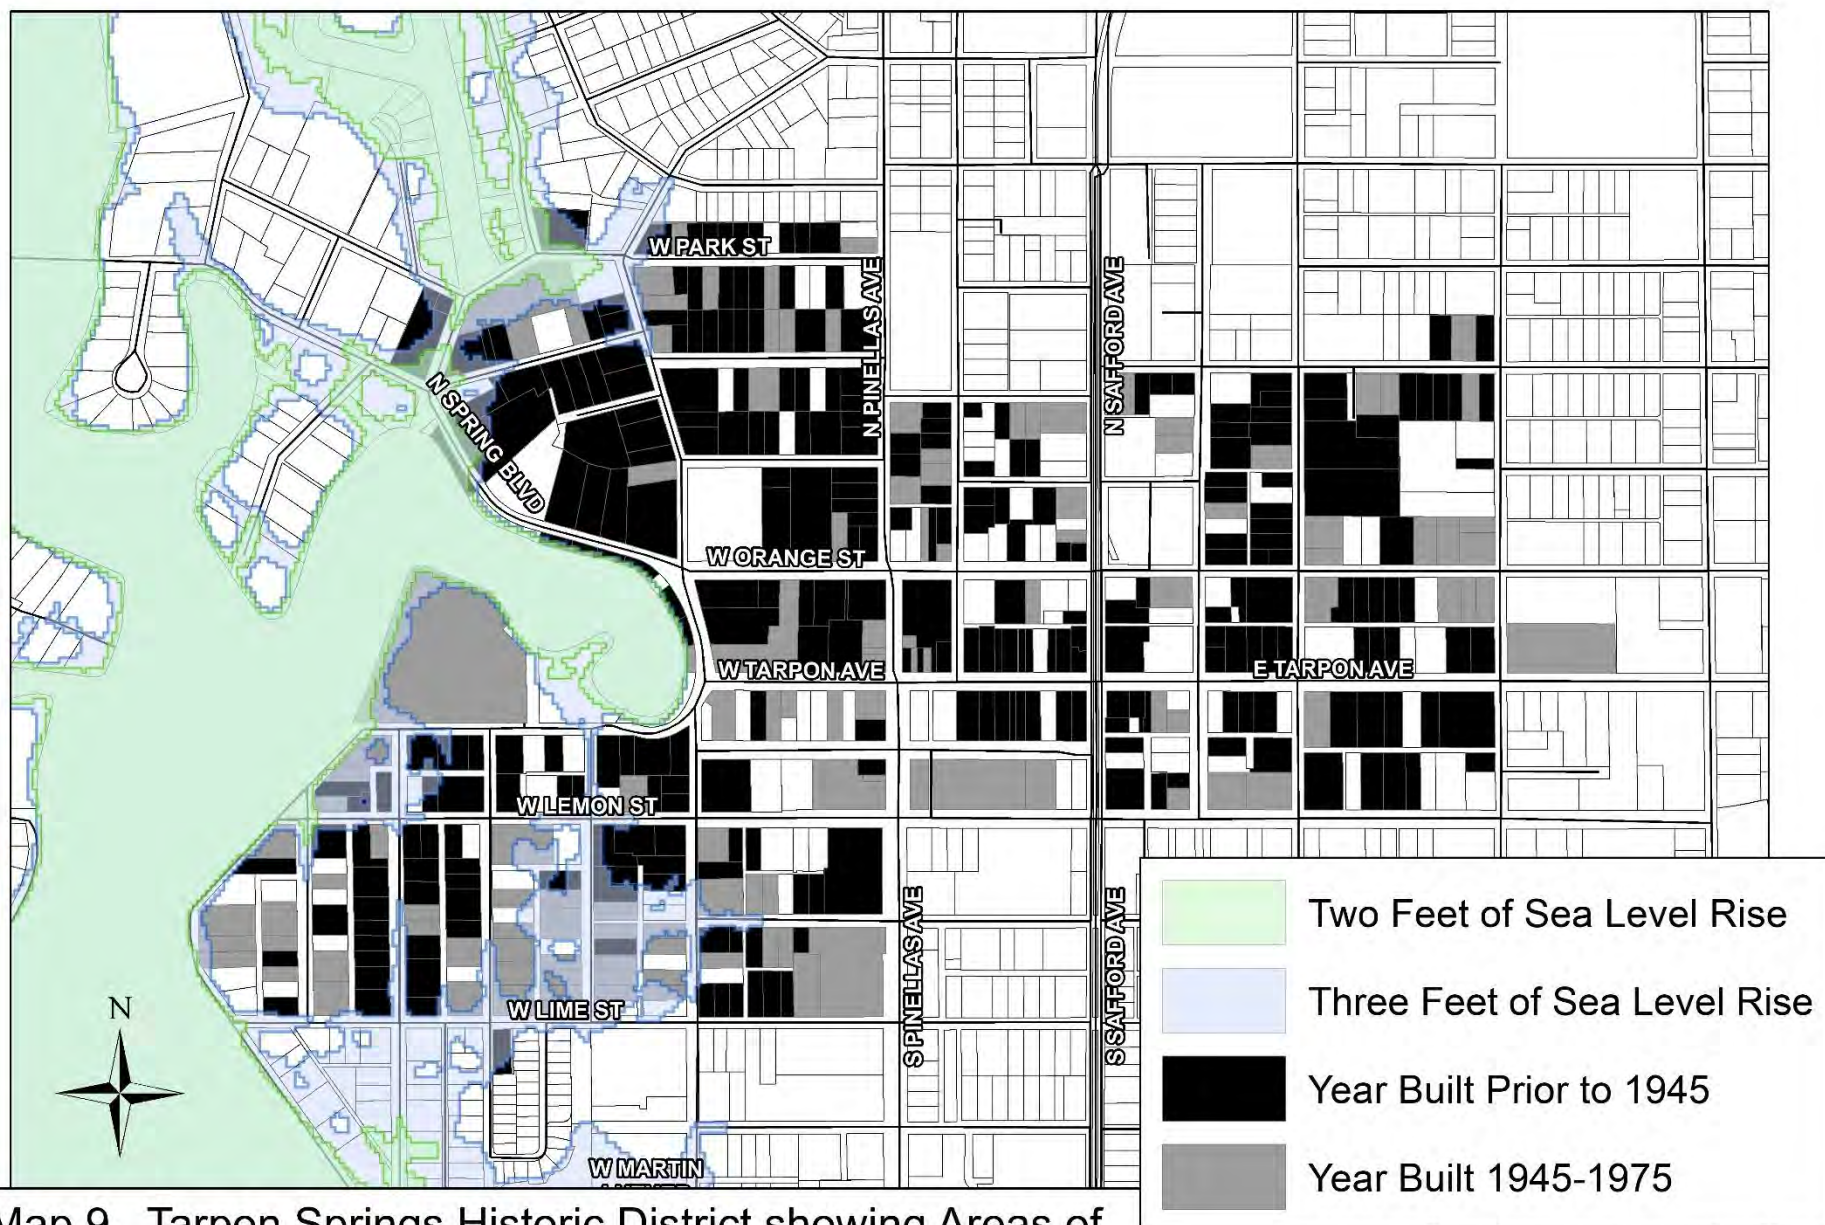 W PARK ST
N PINELLAS AVE
N SAFFORD AVE
N SPRING BLVD
W ORANGE ST
W TARPON AVE
E TARPON AVE
W LEMON ST
S PINELLAS AVE
S SAFFORD AVE
W LIME ST
W MARTIN
N
Two Feet of Sea Level Rise
Three Feet of Sea Level Rise
Year Built Prior to 1945
Year Built 1945-1975
Map 9 Tarpon Springs Historic District showing Areas of